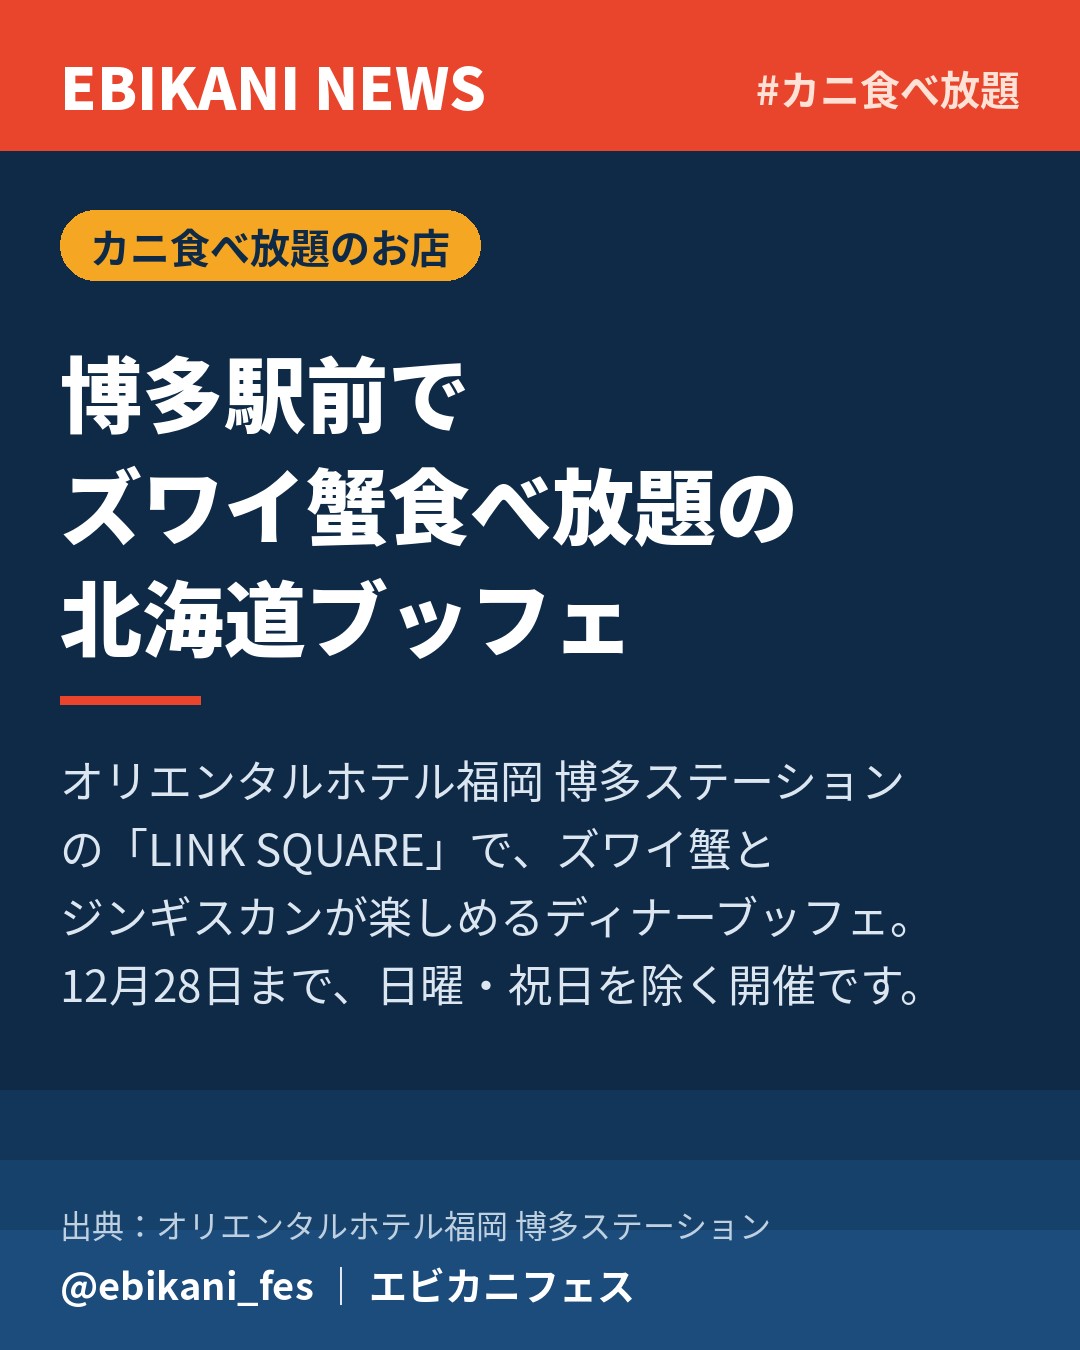 EBIKANI NEWS
#カニ食べ放題
カニ食べ放題のお店
博多駅前で
ズワイ蟹食べ放題の
北海道ブッフェ
オリエンタルホテル福岡 博多ステーション
の「LINK SQUARE」で、ズワイ蟹と
ジンギスカンが楽しめるディナーブッフェ。
12月28日まで、日曜・祝日を除く開催です。
出典：オリエンタルホテル福岡 博多ステーション
@ebikani_fes ｜ エビカニフェス